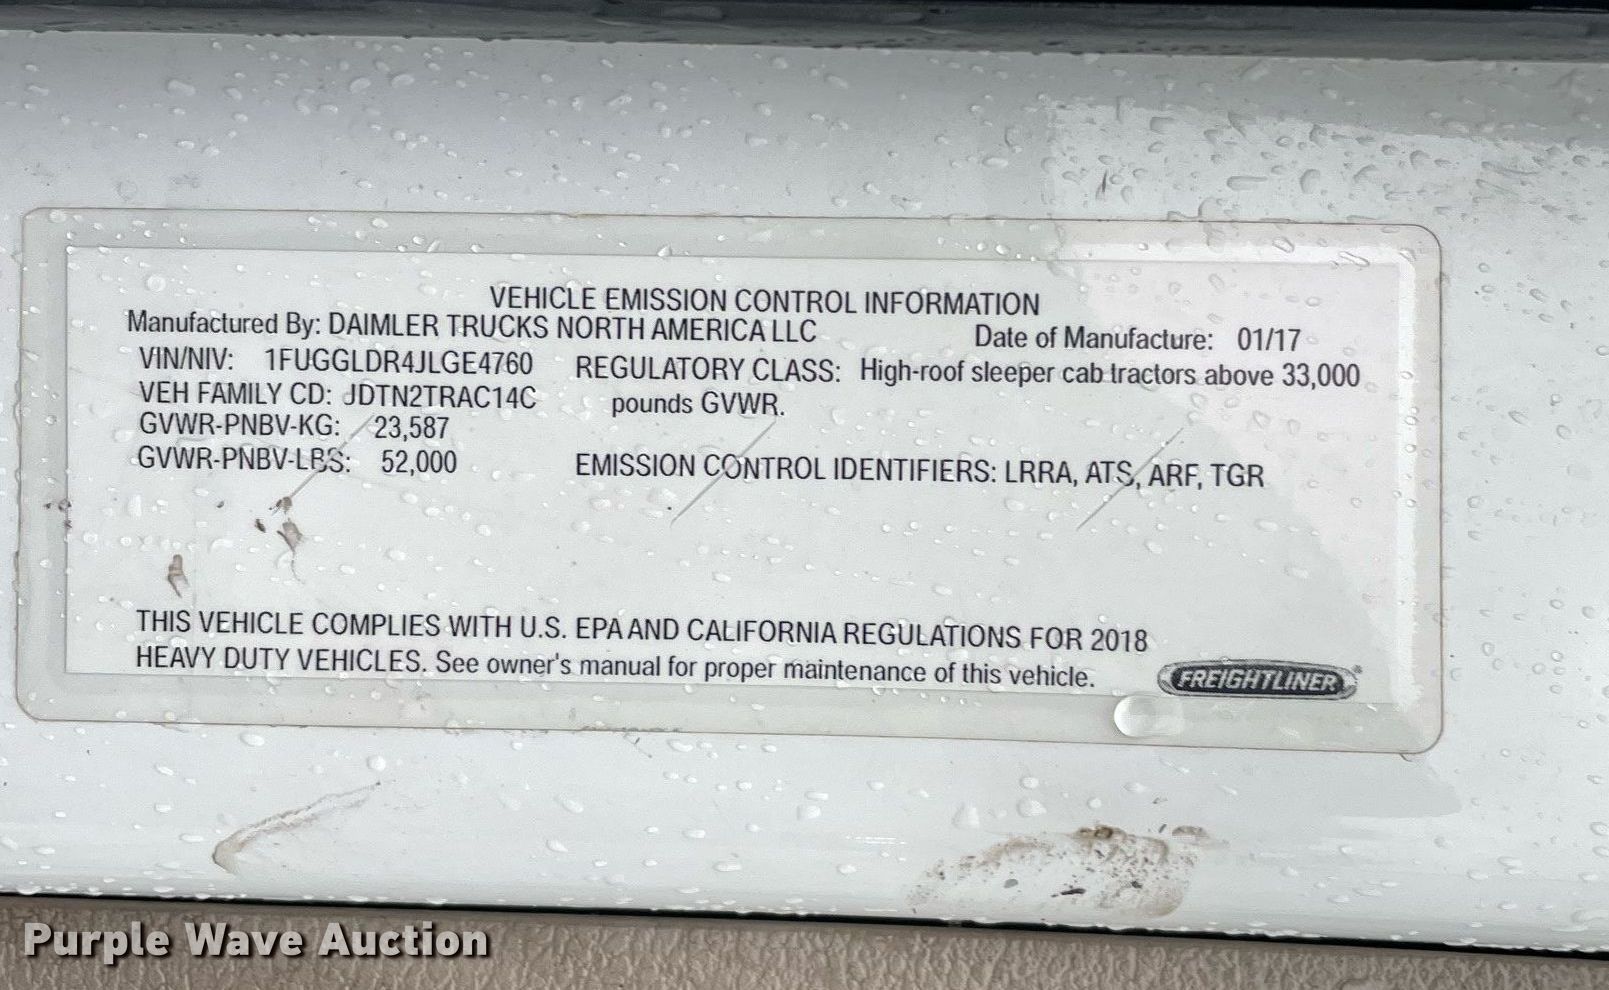 VEHICLE EMISSION CONTROL INFORMATION
Manufactured By: DAIMLER TRUCKS NORTH AMERICA LLC Date of Manufacture: 01/17
VIN/NIV: 1FUGGLDR4JLGE4760 REGULATORY CLASS: High-roof sleeper cab tractors above 33,000
VEH FAMILY CD: JDTN2TRAC14C pounds GVWR.
GVWR-PNBV-KG: 23,587
GVWR-PNBV-LBS: 52,000 EMISSION CONTROL IDENTIFIERS: LRRA, ATS, ARF, TGR
THIS VEHICLE COMPLIES WITH U.S. EPA AND CALIFORNIA REGULATIONS FOR 2018
HEAVY DUTY VEHICLES. See owner's manual for proper maintenance of this vehicle.
FREIGHTLINER
Purple Wave Auction